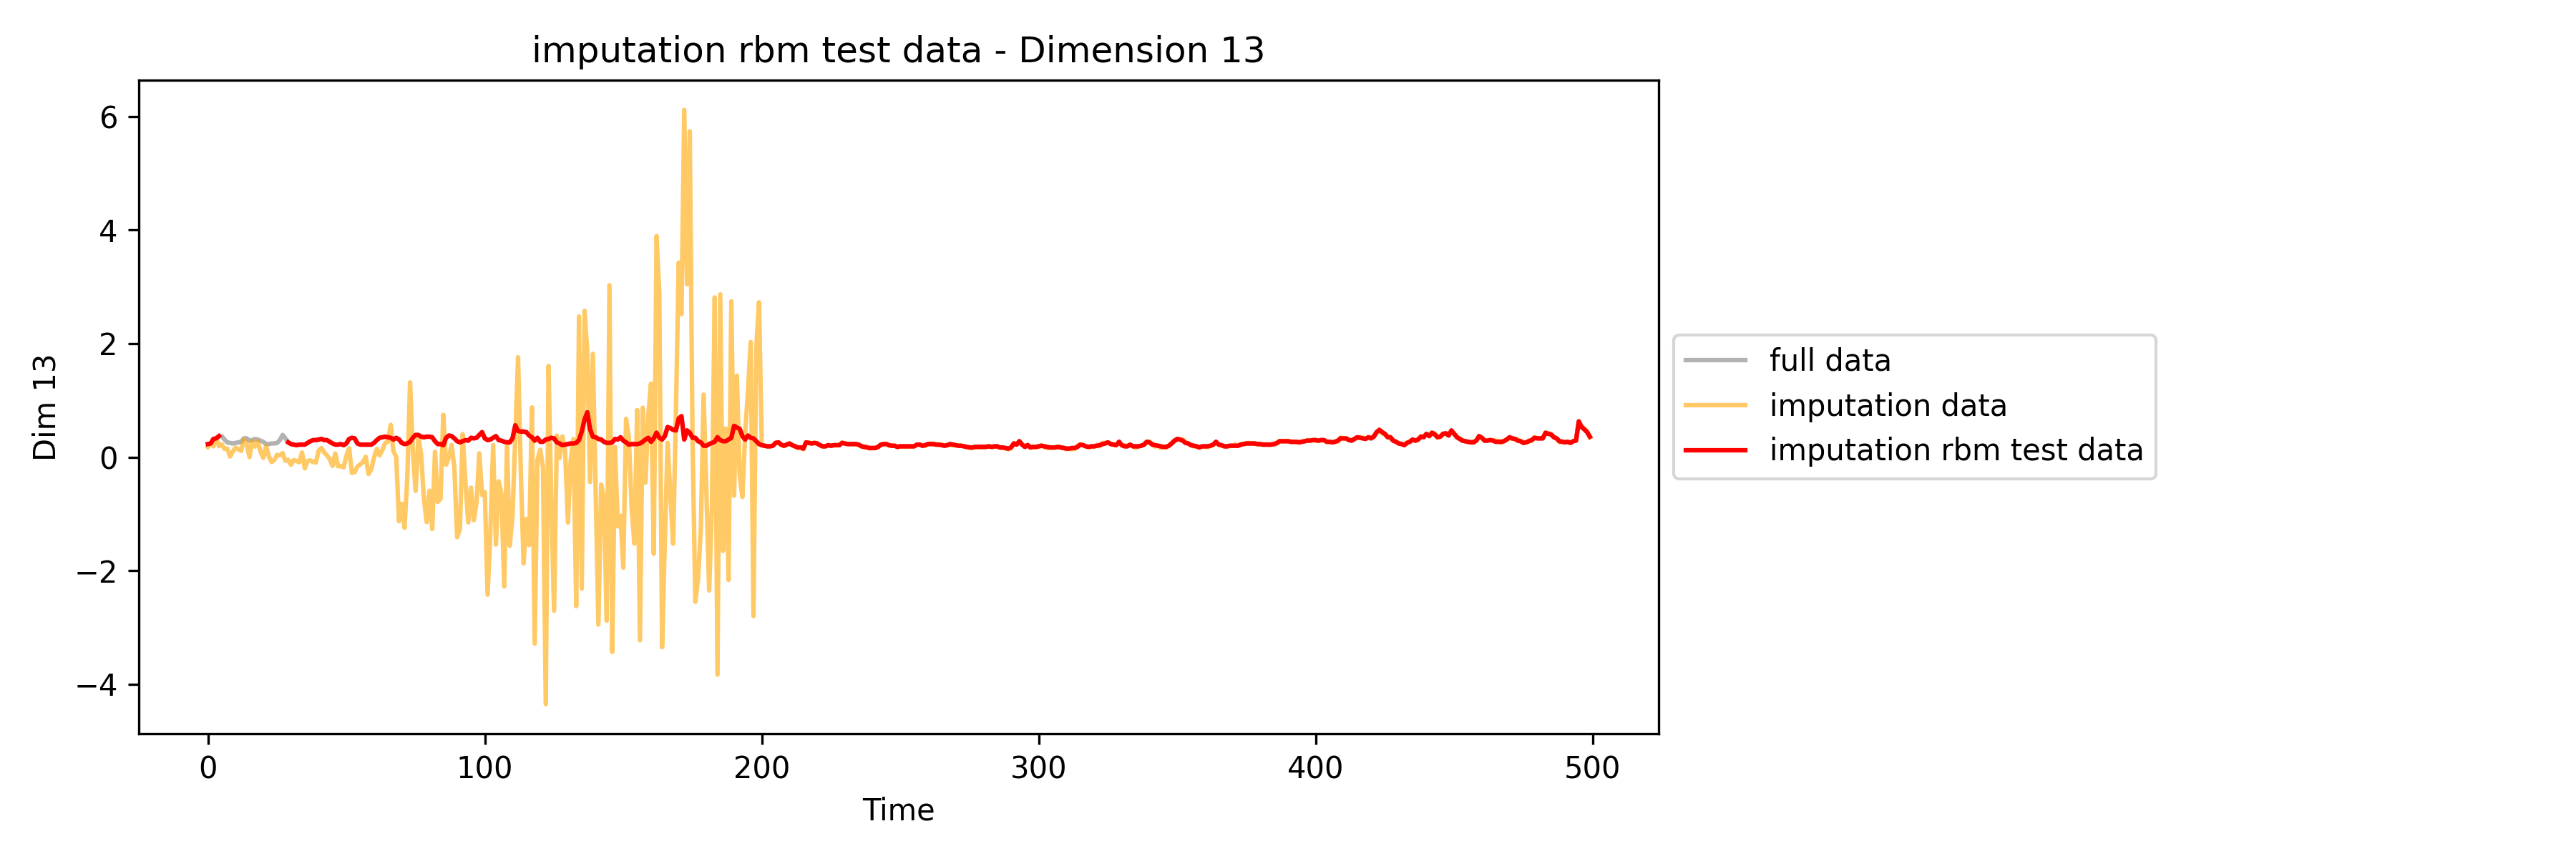 imputation rbm test data - Dimension 13
6
4
2
0
−2
−4
Dim 13
0 100 200 300 400 500
Time
full data
imputation data
imputation rbm test data